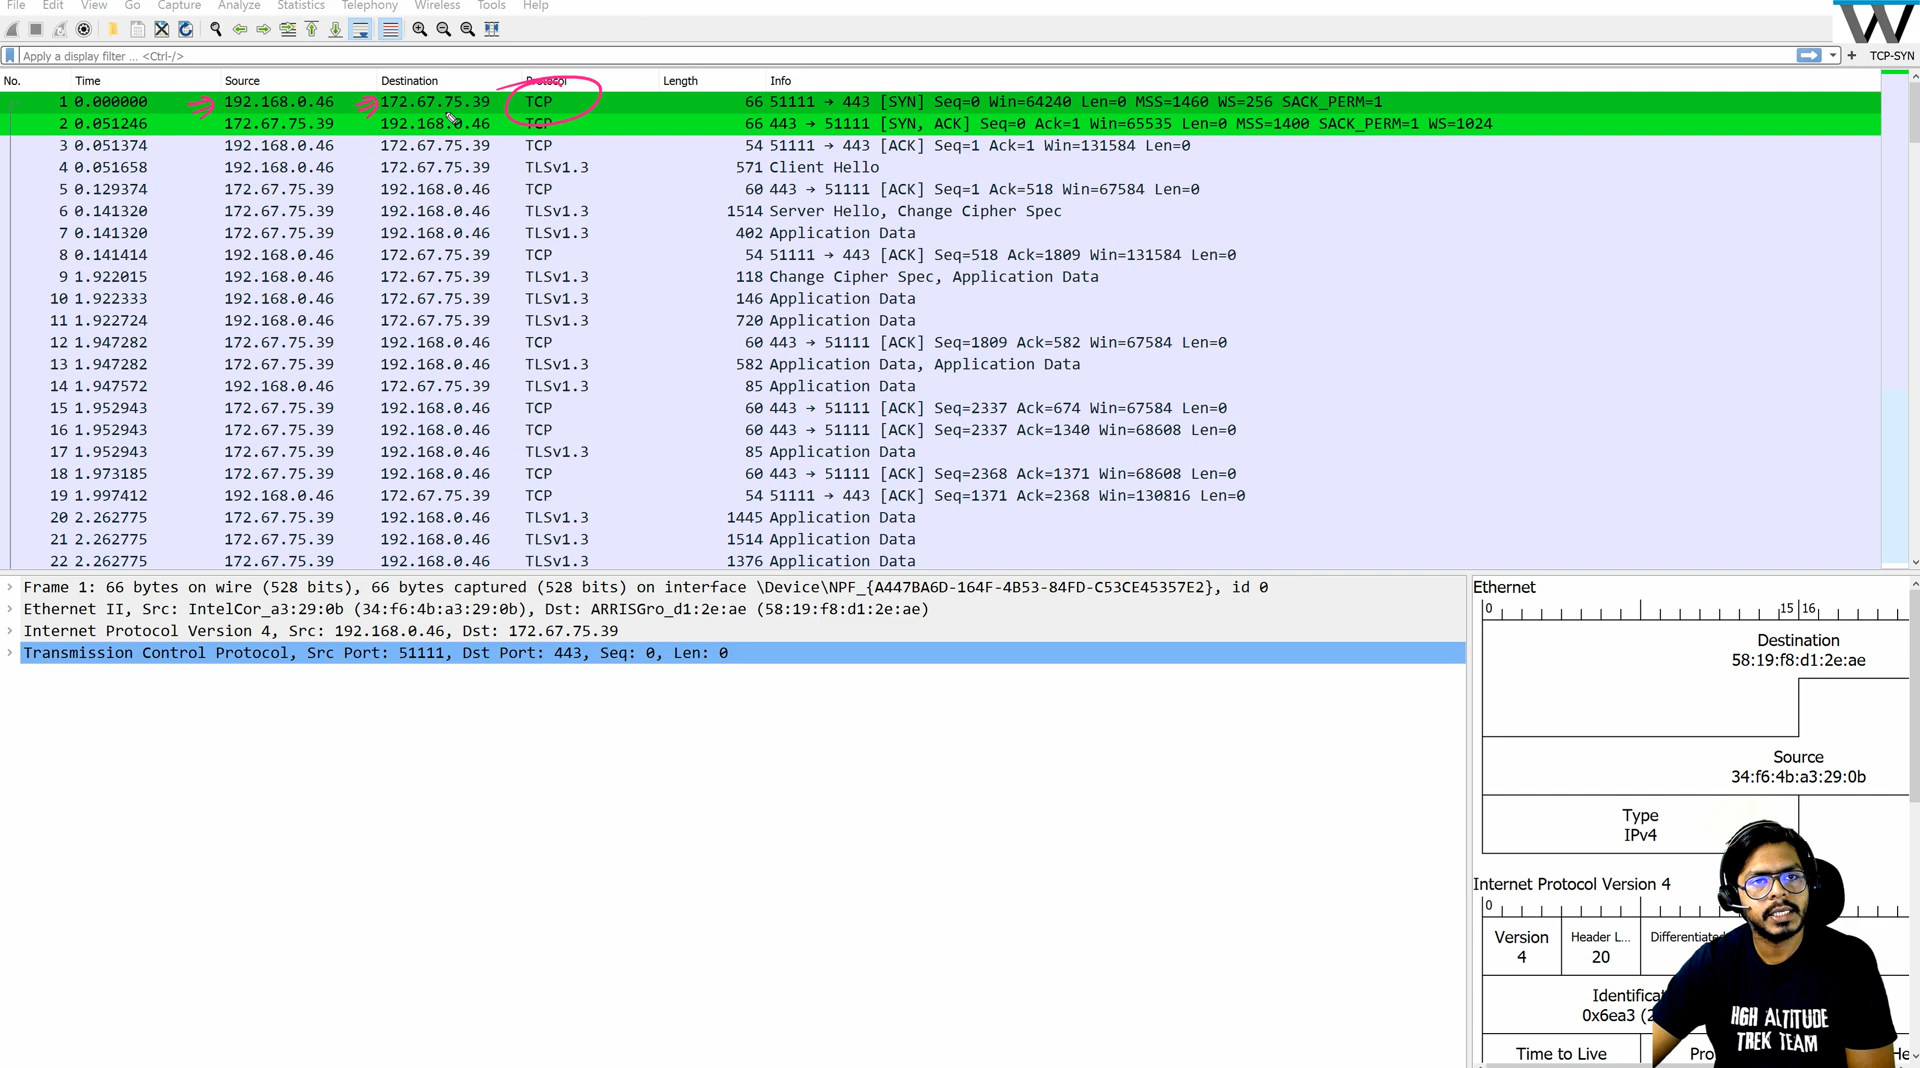 File Edit View Go Capture Analyze Statistics Telephony Wireless Tools Help
W
Apply a display filter ... <Ctrl-/> + TCP-SYN
No. Time Source Destination Protocol Length Info
1 0.000000 192.168.0.46 172.67.75.39 TCP 66 51111 → 443 [SYN] Seq=0 Win=64240 Len=0 MSS=1460 WS=256 SACK_PERM=1
2 0.051246 172.67.75.39 192.168.0.46 TCP 66 443 → 51111 [SYN, ACK] Seq=0 Ack=1 Win=65535 Len=0 MSS=1400 SACK_PERM=1 WS=1024
3 0.051374 192.168.0.46 172.67.75.39 TCP 54 51111 → 443 [ACK] Seq=1 Ack=1 Win=131584 Len=0
4 0.051658 192.168.0.46 172.67.75.39 TLSv1.3 571 Client Hello
5 0.129374 172.67.75.39 192.168.0.46 TCP 60 443 → 51111 [ACK] Seq=1 Ack=518 Win=67584 Len=0
6 0.141320 172.67.75.39 192.168.0.46 TLSv1.3 1514 Server Hello, Change Cipher Spec
7 0.141320 172.67.75.39 192.168.0.46 TLSv1.3 402 Application Data
8 0.141414 192.168.0.46 172.67.75.39 TCP 54 51111 → 443 [ACK] Seq=518 Ack=1809 Win=131584 Len=0
9 1.922015 192.168.0.46 172.67.75.39 TLSv1.3 118 Change Cipher Spec, Application Data
10 1.922333 192.168.0.46 172.67.75.39 TLSv1.3 146 Application Data
11 1.922724 192.168.0.46 172.67.75.39 TLSv1.3 720 Application Data
12 1.947282 172.67.75.39 192.168.0.46 TCP 60 443 → 51111 [ACK] Seq=1809 Ack=582 Win=67584 Len=0
13 1.947282 172.67.75.39 192.168.0.46 TLSv1.3 582 Application Data, Application Data
14 1.947572 192.168.0.46 172.67.75.39 TLSv1.3 85 Application Data
15 1.952943 172.67.75.39 192.168.0.46 TCP 60 443 → 51111 [ACK] Seq=2337 Ack=674 Win=67584 Len=0
16 1.952943 172.67.75.39 192.168.0.46 TCP 60 443 → 51111 [ACK] Seq=2337 Ack=1340 Win=68608 Len=0
17 1.952943 172.67.75.39 192.168.0.46 TLSv1.3 85 Application Data
18 1.973185 172.67.75.39 192.168.0.46 TCP 60 443 → 51111 [ACK] Seq=2368 Ack=1371 Win=68608 Len=0
19 1.997412 192.168.0.46 172.67.75.39 TCP 54 51111 → 443 [ACK] Seq=1371 Ack=2368 Win=130816 Len=0
20 2.262775 172.67.75.39 192.168.0.46 TLSv1.3 1445 Application Data
21 2.262775 172.67.75.39 192.168.0.46 TLSv1.3 1514 Application Data
22 2.262775 172.67.75.39 192.168.0.46 TLSv1.3 1376 Application Data
Frame 1: 66 bytes on wire (528 bits), 66 bytes captured (528 bits) on interface \Device\NPF_{A447BA6D-164F-4B53-84FD-C53CE45357E2}, id 0
Ethernet II, Src: IntelCor_a3:29:0b (34:f6:4b:a3:29:0b), Dst: ARRISGro_d1:2e:ae (58:19:f8:d1:2e:ae)
Internet Protocol Version 4, Src: 192.168.0.46, Dst: 172.67.75.39
Transmission Control Protocol, Src Port: 51111, Dst Port: 443, Seq: 0, Len: 0
Ethernet
0 15 16
Destination
58:19:f8:d1:2e:ae
Source
34:f6:4b:a3:29:0b
Type
IPv4
Internet Protocol Version 4
0
Version Header L... Differentiated
4 20
Identifica
0x6ea3 (2
Time to Live Pro He
H6H ALTITUDE
TREK TEAM